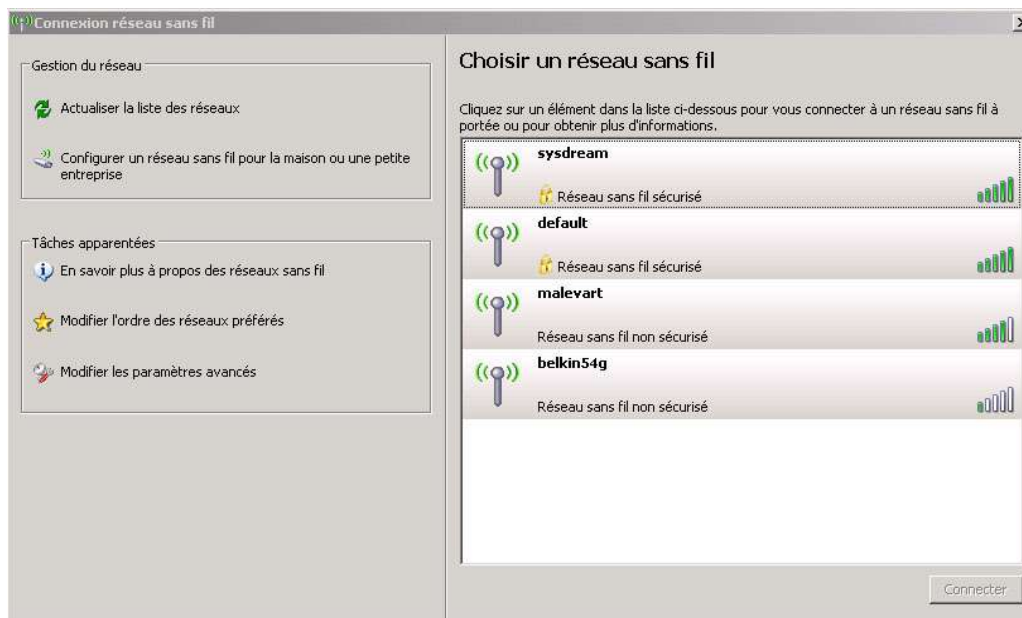 Connexion réseau sans fil
Gestion du réseau
Actualiser la liste des réseaux
Configurer un réseau sans fil pour la maison ou une petite
entreprise
Tâches apparentées
En savoir plus à propos des réseaux sans fil
Modifier l'ordre des réseaux préférés
Modifier les paramètres avancés
Choisir un réseau sans fil
Cliquez sur un élément dans la liste ci-dessous pour vous connecter à un réseau sans fil à
portée ou pour obtenir plus d'informations.
sysdream
Réseau sans fil sécurisé
default
Réseau sans fil sécurisé
malevart
Réseau sans fil non sécurisé
belkin54g
Réseau sans fil non sécurisé
Connecter